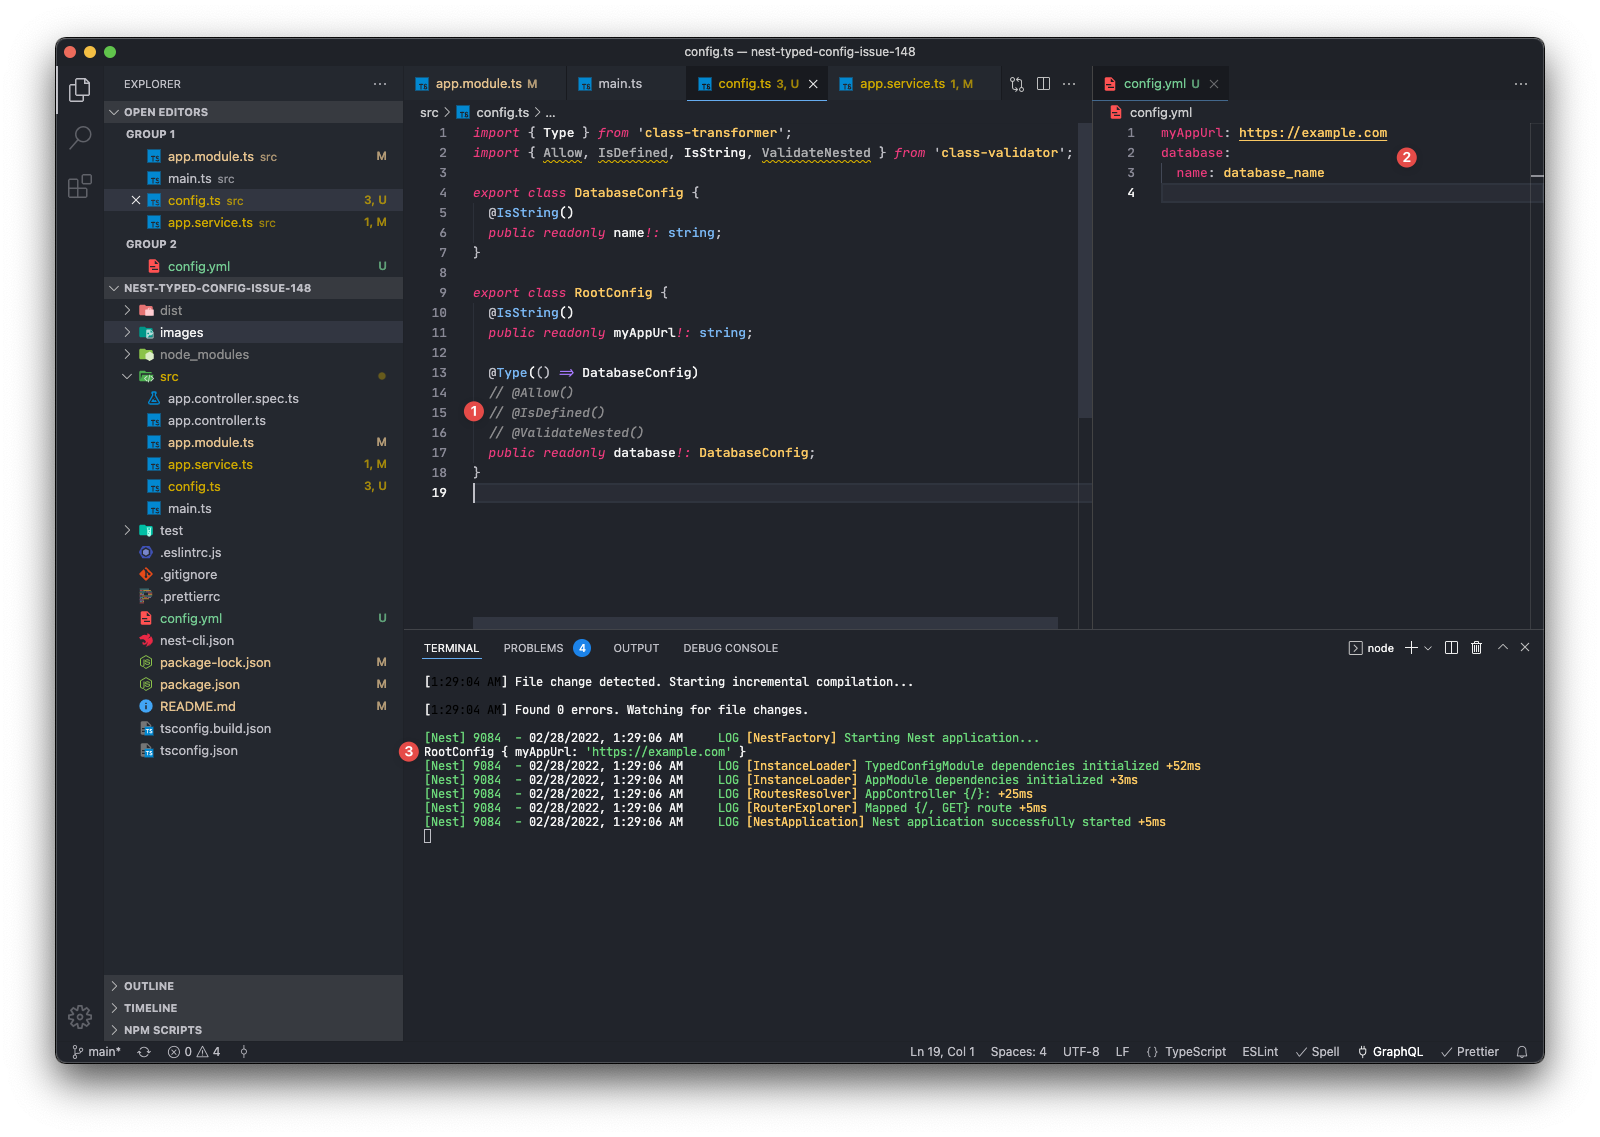 config.ts — nest-typed-config-issue-148
EXPLORER
OPEN EDITORS
GROUP 1
app.module.ts src M
main.ts src
config.ts src 3, U
app.service.ts src 1, M
GROUP 2
config.yml U
NEST-TYPED-CONFIG-ISSUE-148
dist
images
node_modules
src
app.controller.spec.ts
app.controller.ts
app.module.ts M
app.service.ts 1, M
config.ts 3, U
main.ts
test
.eslintrc.js
.gitignore
.prettierrc
config.yml U
nest-cli.json
package-lock.json M
package.json M
README.md M
tsconfig.build.json
tsconfig.json
OUTLINE
TIMELINE
NPM SCRIPTS
app.module.ts M main.ts config.ts 3, U app.service.ts 1, M
src > config.ts > ...
1 import { Type } from 'class-transformer';
2 import { Allow, IsDefined, IsString, ValidateNested } from 'class-validator';
3
4 export class DatabaseConfig {
5 @IsString()
6 public readonly name!: string;
7 }
8
9 export class RootConfig {
10 @IsString()
11 public readonly myAppUrl!: string;
12
13 @Type(() => DatabaseConfig)
14 // @Allow()
1
15 // @IsDefined()
16 // @ValidateNested()
17 public readonly database!: DatabaseConfig;
18 }
19
config.yml U
config.yml
1 myAppUrl: https://example.com
2 database:
2
3 name: database_name
4
TERMINAL PROBLEMS 4 OUTPUT DEBUG CONSOLE
node
[1:29:04 AM] File change detected. Starting incremental compilation...
[1:29:04 AM] Found 0 errors. Watching for file changes.
[Nest] 9084 - 02/28/2022, 1:29:06 AM LOG [NestFactory] Starting Nest application...
3
RootConfig { myAppUrl: 'https://example.com' }
[Nest] 9084 - 02/28/2022, 1:29:06 AM LOG [InstanceLoader] TypedConfigModule dependencies initialized +52ms
[Nest] 9084 - 02/28/2022, 1:29:06 AM LOG [InstanceLoader] AppModule dependencies initialized +3ms
[Nest] 9084 - 02/28/2022, 1:29:06 AM LOG [RoutesResolver] AppController {/}: +25ms
[Nest] 9084 - 02/28/2022, 1:29:06 AM LOG [RouterExplorer] Mapped {/, GET} route +5ms
[Nest] 9084 - 02/28/2022, 1:29:06 AM LOG [NestApplication] Nest application successfully started +5ms
main* 0 4 Ln 19, Col 1 Spaces: 4 UTF-8 LF {} TypeScript ESLint Spell GraphQL Prettier